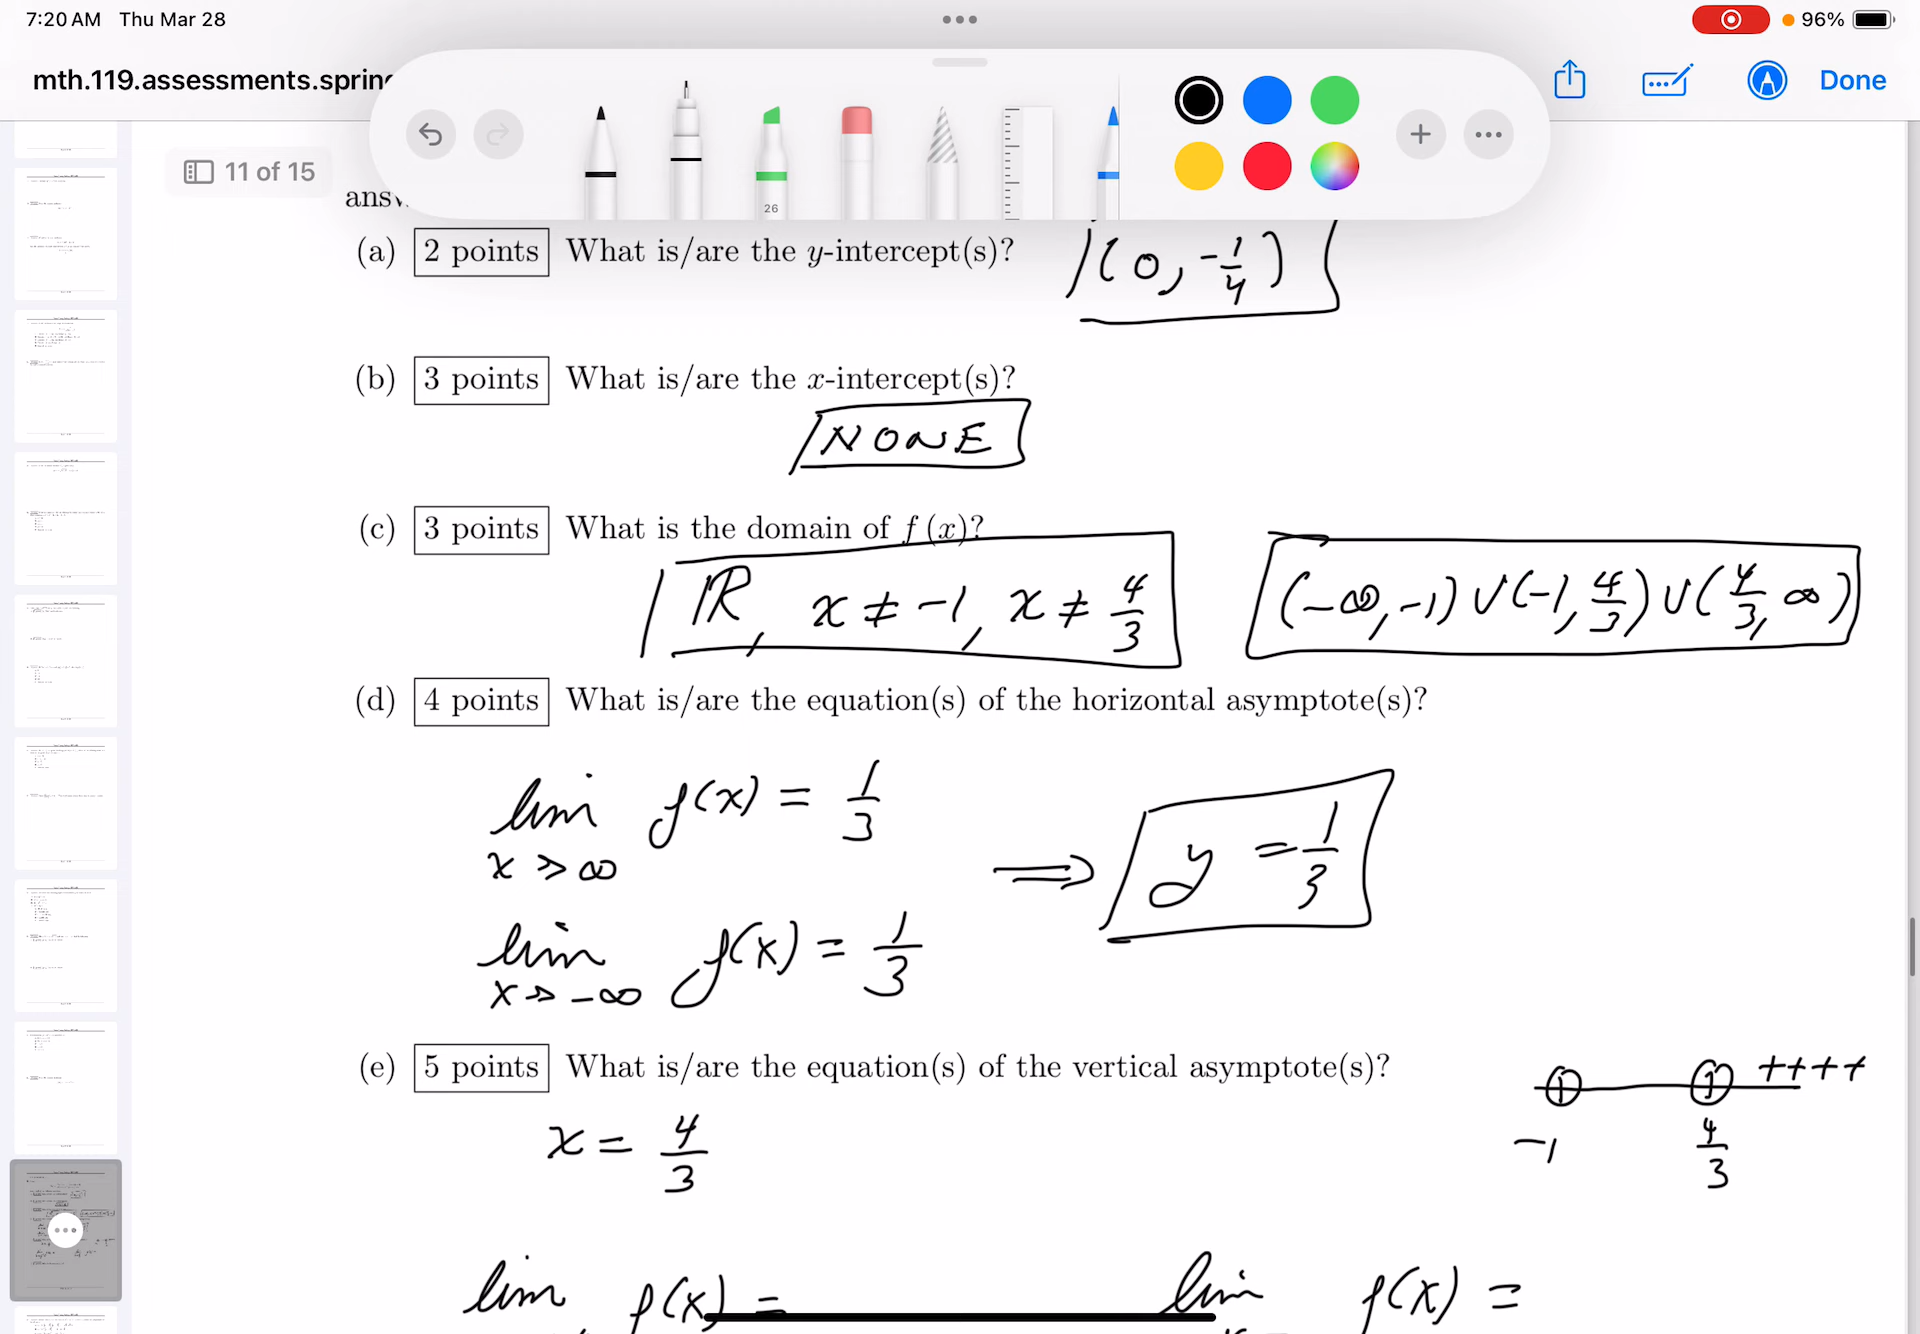 7:20 AM Thu Mar 28
96%
mth.119.assessments.spring
Done
26
11 of 15
(a) 2 points What is/are the y-intercept(s)? (0, -1/4)
(b) 3 points What is/are the x-intercept(s)?
NONE
(c) 3 points What is the domain of f (x)?
ℝ, x ≠ -1, x ≠ 4/3
(-∞, -1) ∪ (-1, 4/3) ∪ (4/3, ∞)
(d) 4 points What is/are the equation(s) of the horizontal asymptote(s)?
lim f(x) = 1/3
x → ∞
⟹ y = 1/3
lim f(x) = 1/3
x → -∞
(e) 5 points What is/are the equation(s) of the vertical asymptote(s)?
++++
-1 4/3
x = 4/3
lim f(x) =
lim f(x) =